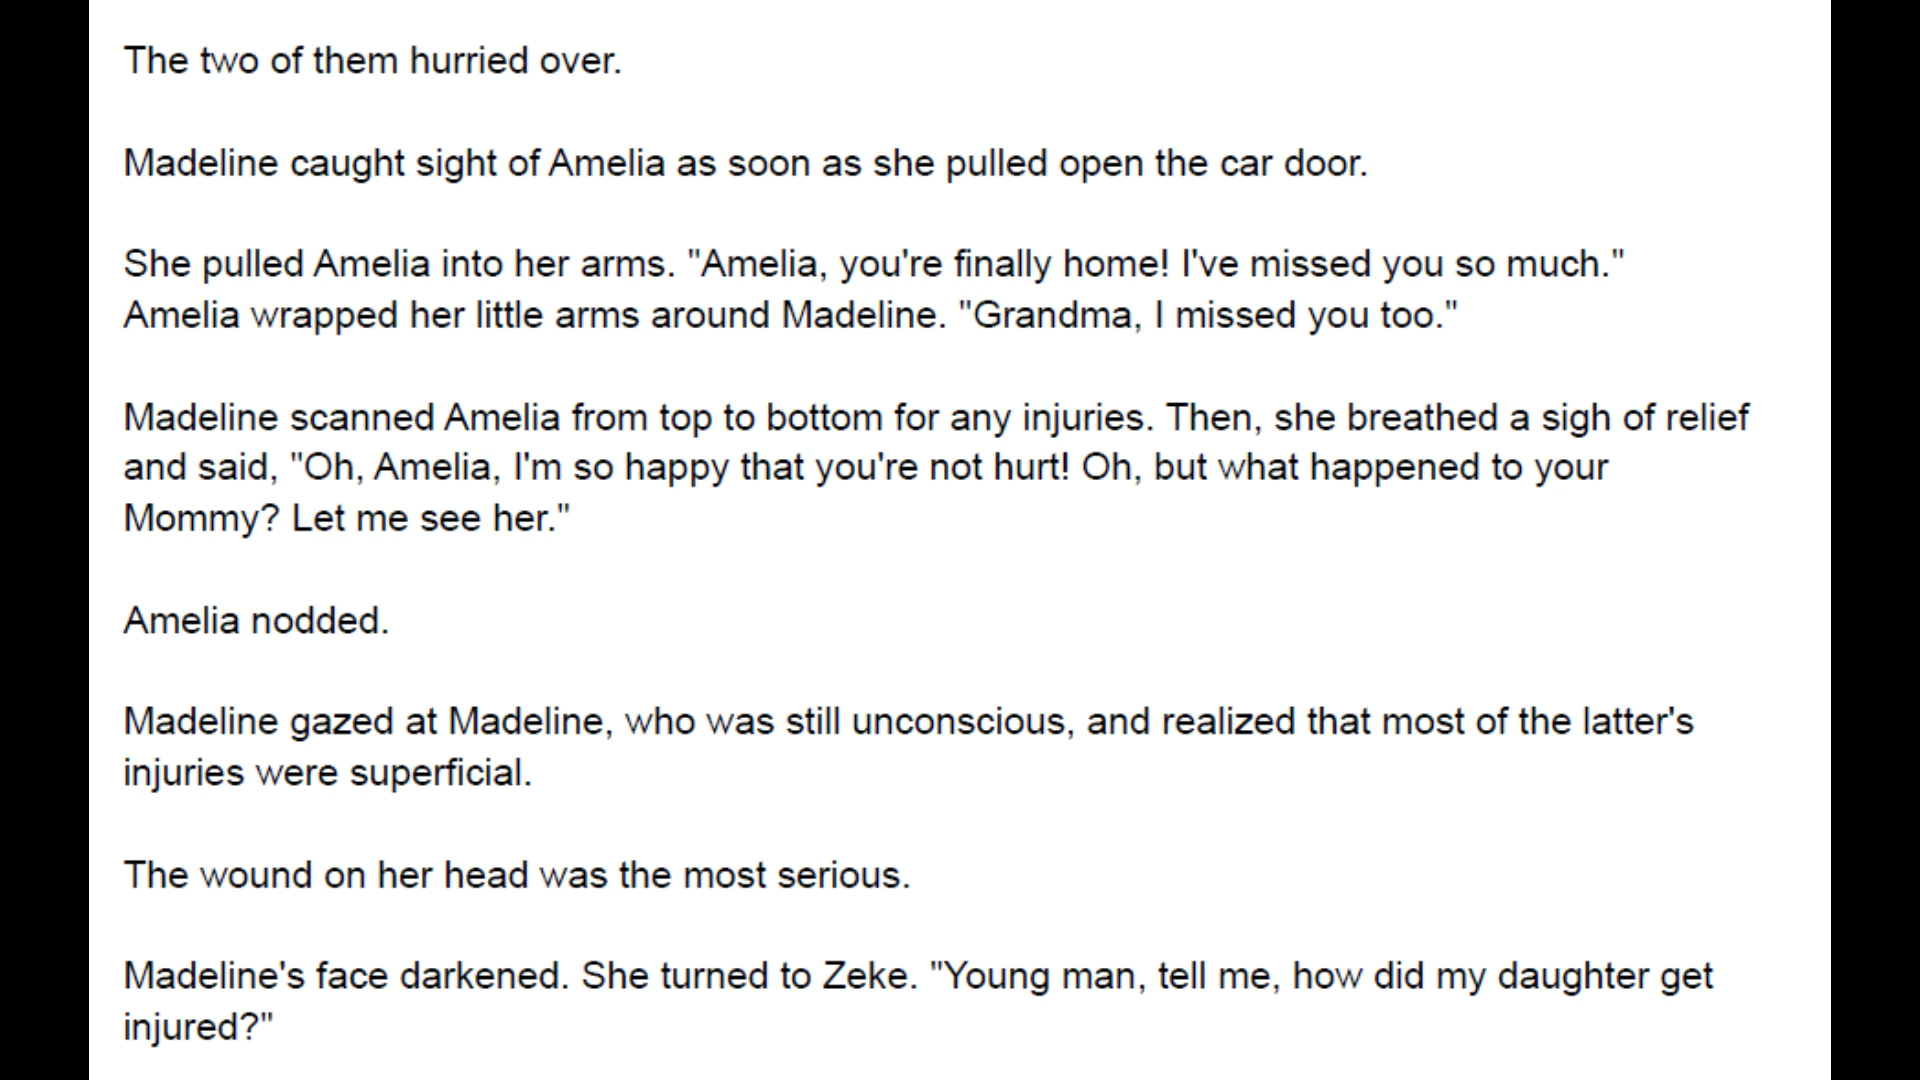 The two of them hurried over.
Madeline caught sight of Amelia as soon as she pulled open the car door.
She pulled Amelia into her arms. "Amelia, you're finally home! I've missed you so much."
Amelia wrapped her little arms around Madeline. "Grandma, I missed you too."
Madeline scanned Amelia from top to bottom for any injuries. Then, she breathed a sigh of relief
and said, "Oh, Amelia, I'm so happy that you're not hurt! Oh, but what happened to your
Mommy? Let me see her."
Amelia nodded.
Madeline gazed at Madeline, who was still unconscious, and realized that most of the latter's
injuries were superficial.
The wound on her head was the most serious.
Madeline's face darkened. She turned to Zeke. "Young man, tell me, how did my daughter get
injured?"